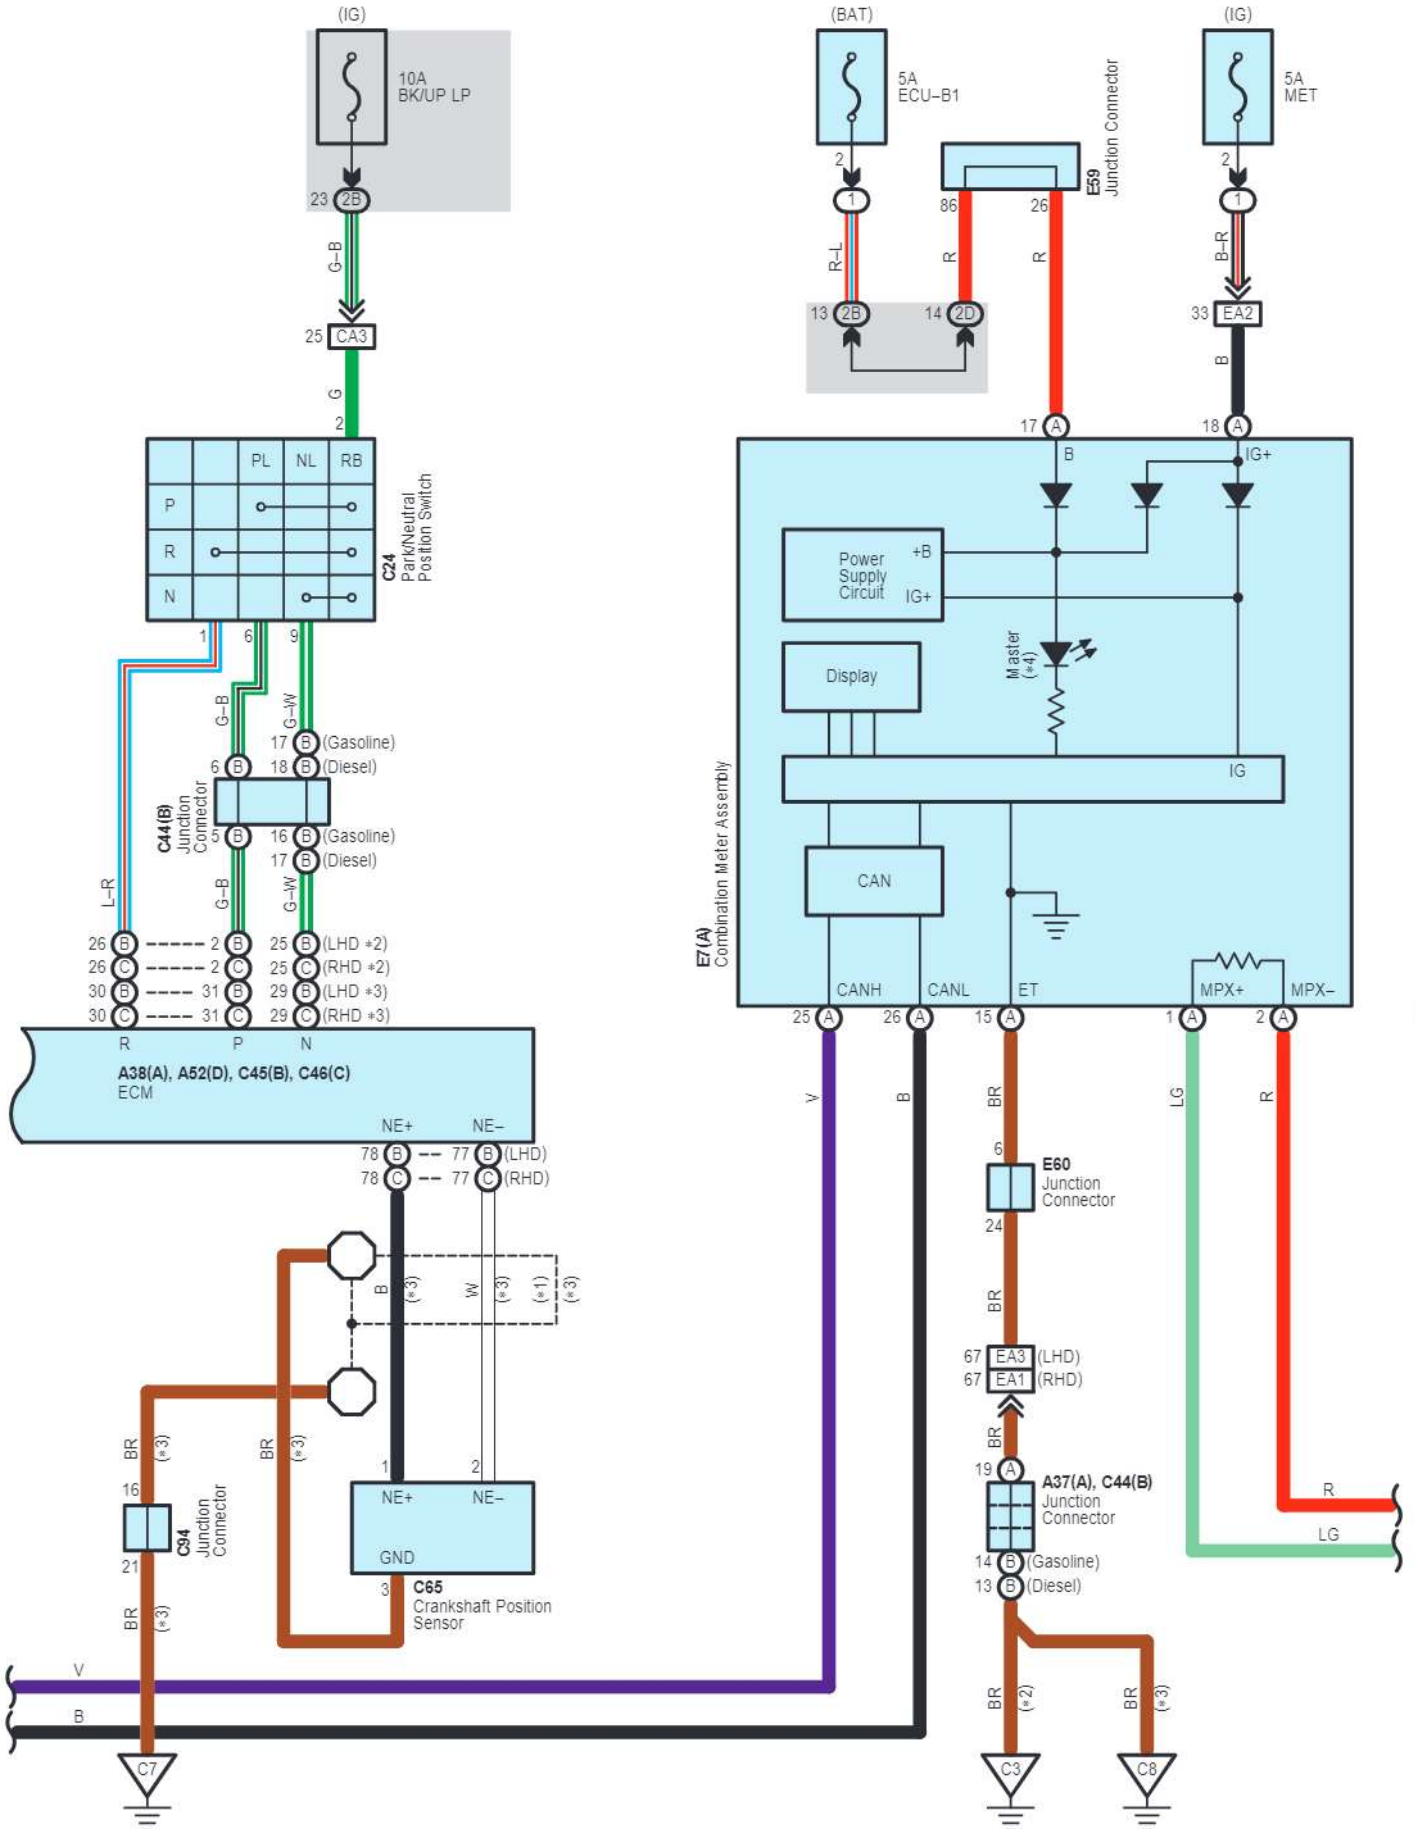 (IG)
(BAT)
(IG)
10A
BK/UP LP
5A
ECU–B1
5A
MET
E59
Junction Connector
2
2
23 2B
1
86
26
1
G–B
R–L
R
R
B–R
25 CA3
13 2B
14 2D
33 EA2
G
B
2
17 A
18 A
PL NL RB
P
R
N
C24
Park/Neutral
Position Switch
B
IG+
Power
Supply
Circuit
+B
IG+
1
6
9
Master
(*4)
Display
G–B
G–W
17 B (Gasoline)
6 B
18 B (Diesel)
IG
C44(B)
Junction
Connector
5 B
16 B (Gasoline)
17 B (Diesel)
CAN
L–R
G–B
G–W
E7(A)
Combination Meter Assembly
26 B 2 B 25 B (LHD *2)
26 C 2 C 25 C (RHD *2)
30 B 31 B 29 B (LHD *3)
30 C 31 C 29 C (RHD *3)
CANH
CANL
ET
MPX+
MPX–
25 A
26 A
15 A
1 A
2 A
R
P
N
A38(A), A52(D), C45(B), C46(C)
ECM
V
B
BR
LG
R
NE+
NE–
78 B 77 B (LHD)
78 C 77 C (RHD)
6
E60
Junction
Connector
24
B
(*3)
W
(*3)
(*1)
(*3)
BR
67 EA3 (LHD)
67 EA1 (RHD)
BR
(*3)
BR
(*3)
BR
1
2
19 A
A37(A), C44(B)
Junction
Connector
16
NE+
NE–
R
C94
Junction
Connector
LG
21
GND
14 B (Gasoline)
13 B (Diesel)
3
C65
Crankshaft Position
Sensor
BR
(*3)
V
BR
(*2)
BR
(*3)
B
C7
C3
C8